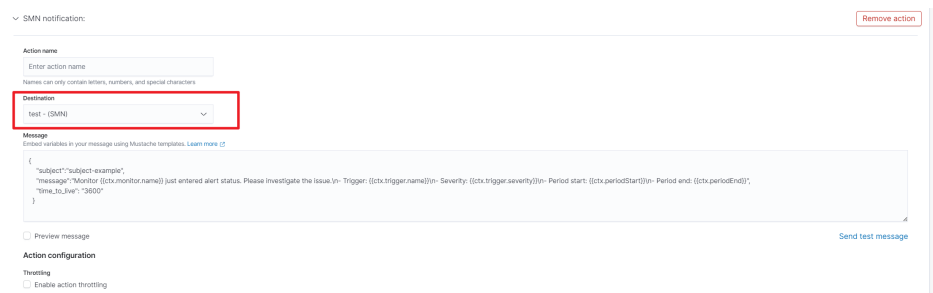 SMN notification:
Remove action
Action name
Enter action name
Names can only contain letters, numbers, and special characters
Destination
test - (SMN)
Message
Embed variables in your message using Mustache templates. Learn more
{
"subject":"subject-example",
"message":"Monitor {{ctx.monitor.name}} just entered alert status. Please investigate the issue.\n- Trigger: {{ctx.trigger.name}}\n- Severity: {{ctx.trigger.severity}}\n- Period start: {{ctx.periodStart}}\n- Period end: {{ctx.periodEnd}}",
"time_to_live": "3600"
}
Preview message
Send test message
Action configuration
Throttling
Enable action throttling